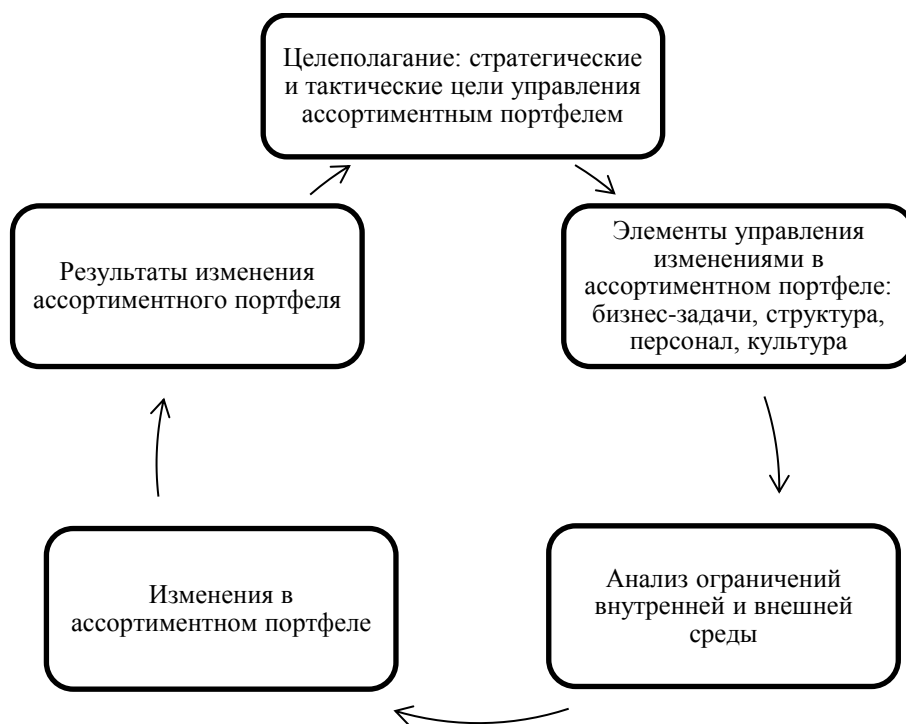 Целеполагание: стратегические
и тактические цели управления
ассортиментным портфелем
Элементы управления
изменениями в
ассортиментном портфеле:
бизнес-задачи, структура,
персонал, культура
Анализ ограничений
внутренней и внешней
среды
Изменения в
ассортиментном портфеле
Результаты изменения
ассортиментного портфеля